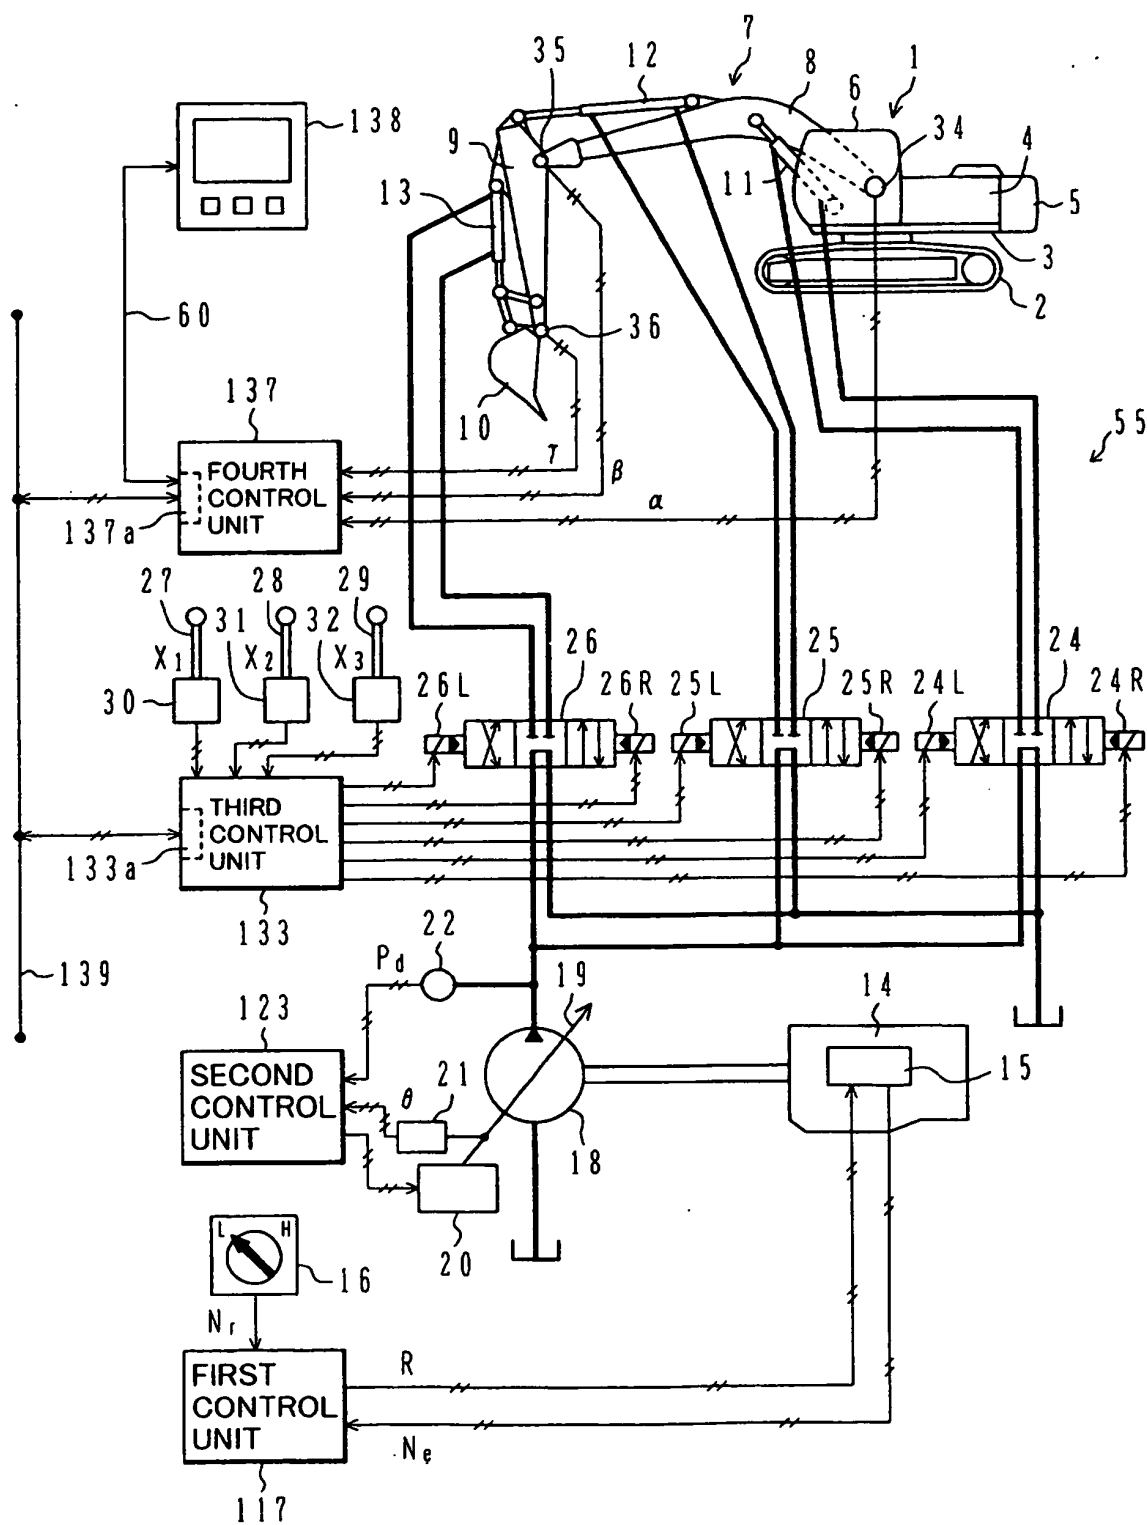 7
35
12
8
1
6
34
138
9
4
13
11
5
3
2
60
36
10
137
γ
β
55
FOURTH
CONTROL
UNIT
α
137a
27
28
29
31
32
X1
X2
X3
30
26
25
24
26L
26R
25L
25R
24L
24R
THIRD
CONTROL
UNIT
133a
133
22
Pd
139
19
14
123
15
SECOND
CONTROL
UNIT
θ
21
18
20
L
H
16
Nr
FIRST
CONTROL
UNIT
R
Ne
117